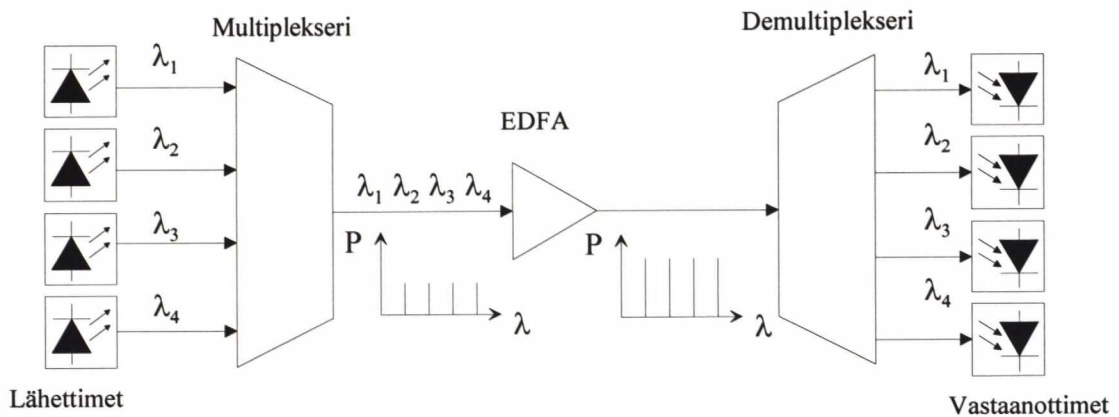 Multiplekseri
Demultiplekseri
λ₁
λ₂
λ₃
λ₄
EDFA
λ₁ λ₂ λ₃ λ₄
P
λ
P
λ
λ₁
λ₂
λ₃
λ₄
Lähettimet
Vastaanottimet